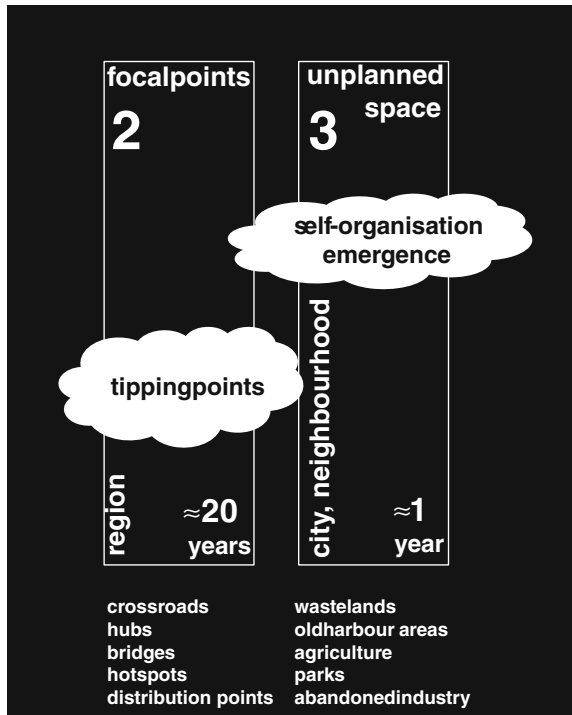 focalpoints
2
tippingpoints
region
≈20
years
crossroads
hubs
bridges
hotspots
distribution points
unplanned
space
3
self-organisation
emergence
city, neighbourhood
≈1
year
wastelands
oldharbour areas
agriculture
parks
abandonedindustry